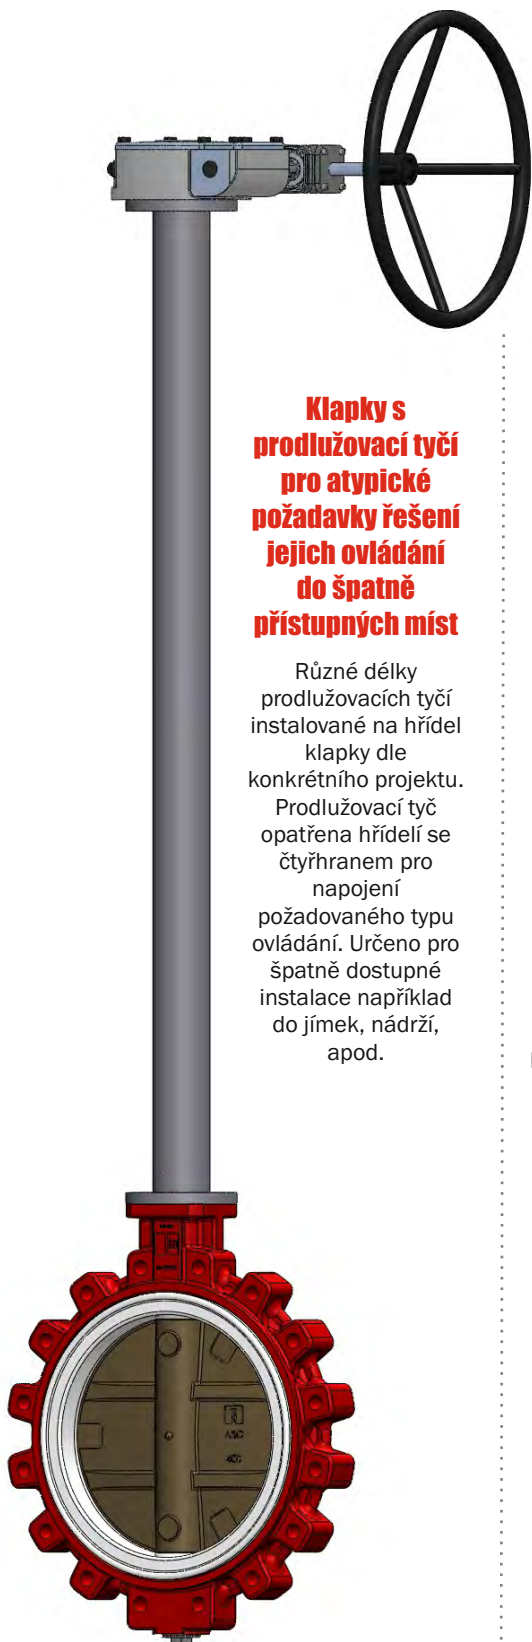 Klapky s
prodlužovací tyčí
pro atypické
požadavky řešení
jejich ovládání
do špatně
přístupných míst
Různé délky
prodlužovacích tyčí
instalované na hřídel
klapky dle
konkrétního projektu.
Prodlužovací tyč
opatřena hřídelí se
čtyřhranem pro
napojení
požadovaného typu
ovládání. Určeno pro
špatně dostupné
instalace například
do jímek, nádrží,
apod.